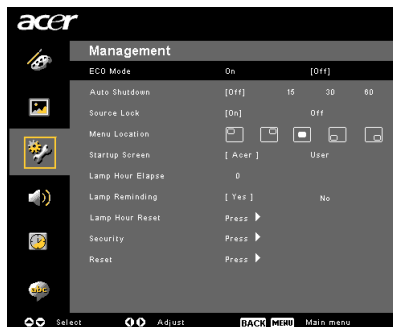 acer
Management
ECO Mode On [Off]
Auto Shutdown [Off] 15 30 60
Source Lock [On] Off
Menu Location
Startup Screen [ Acer ] User
Lamp Hour Elapse 0
Lamp Reminding [ Yes ] No
Lamp Hour Reset Press
Security Press
Reset Press
abc
Select Adjust BACK MENU Main menu